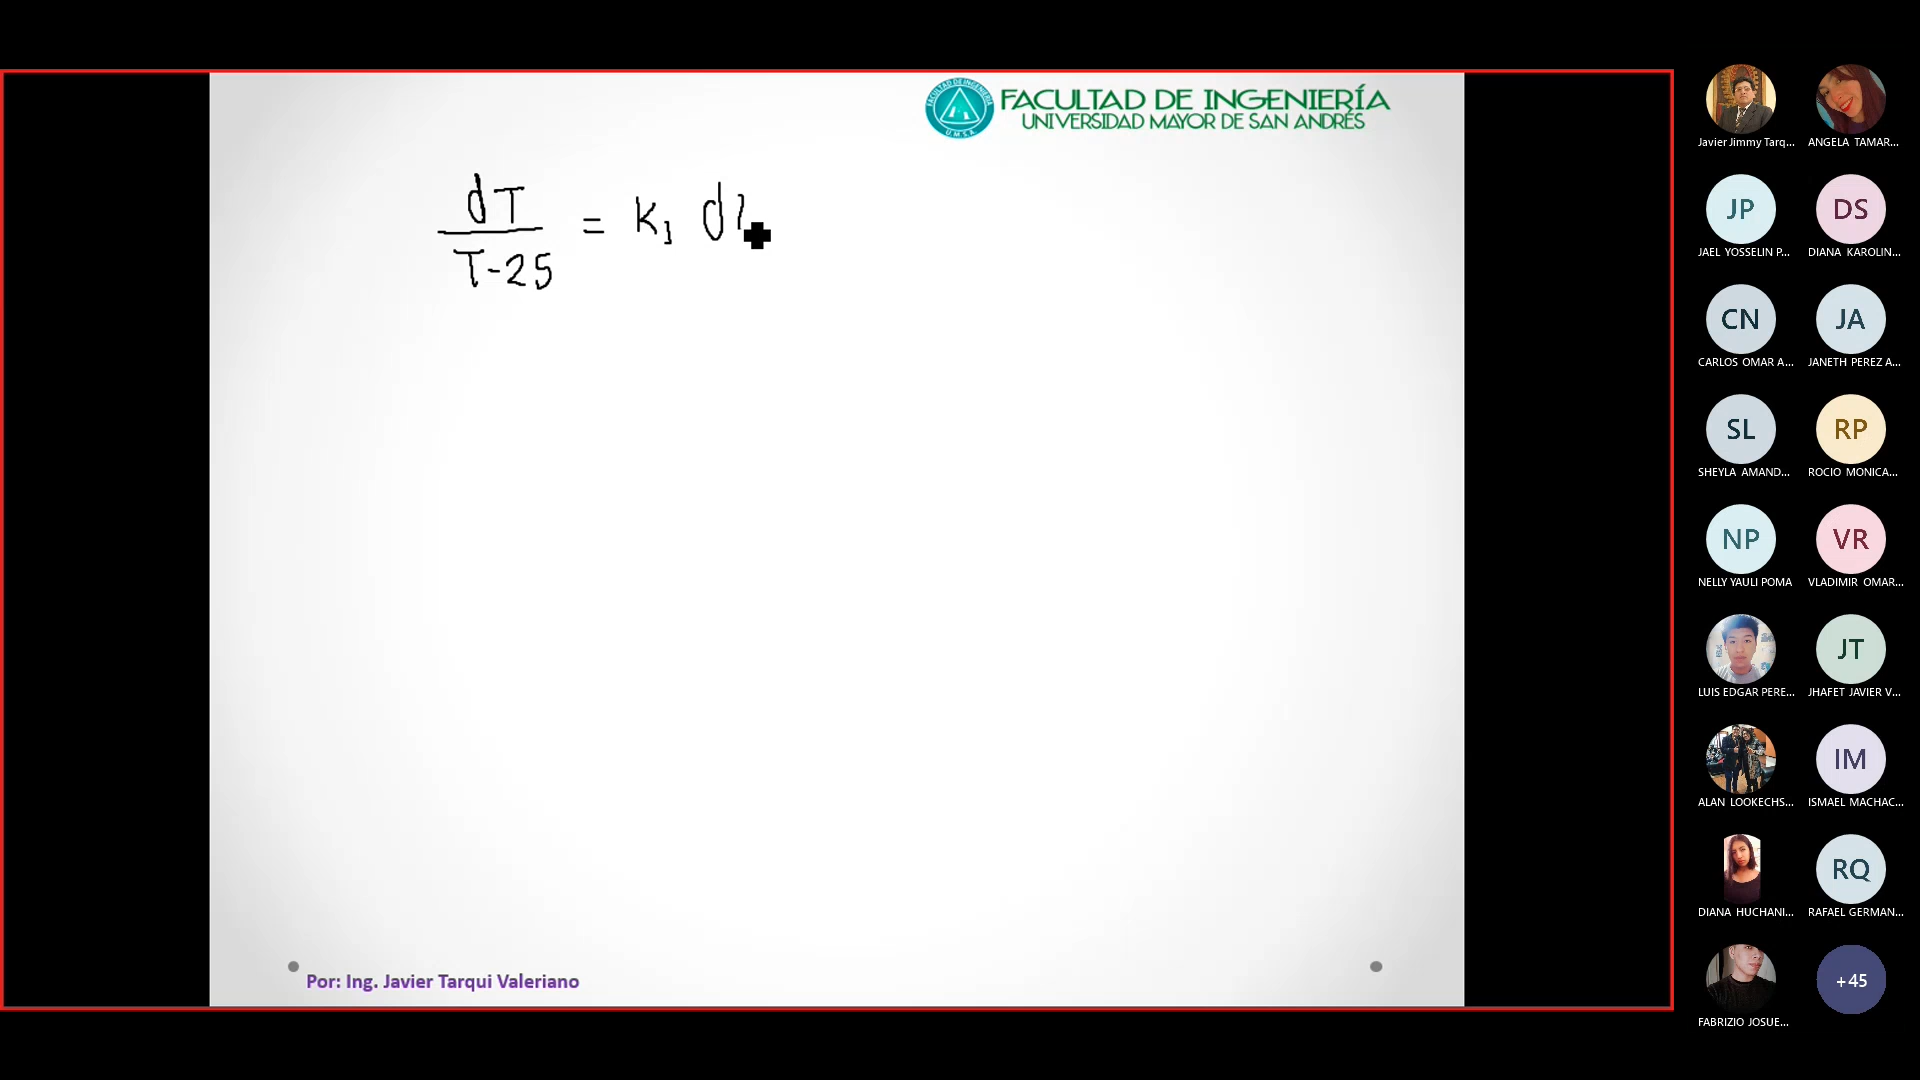 FACULTAD DE INGENIERÍA
UNIVERSIDAD MAYOR DE SAN ANDRÉS
FACULTAD DE INGENIERIA
U.M.S.A.
dT
T-25
= K₁ d
Por: Ing. Javier Tarqui Valeriano
Javier Jimmy Tarq...
ANGELA TAMAR...
JP
DS
JAEL YOSSELIN P...
DIANA KAROLIN...
CN
JA
CARLOS OMAR A...
JANETH PEREZ A...
SL
RP
SHEYLA AMAND...
ROCIO MONICA...
NP
VR
NELLY YAULI POMA
VLADIMIR OMAR...
JT
LUIS EDGAR PERE...
JHAFET JAVIER V...
IM
ALAN LOOKECHS...
ISMAEL MACHAC...
RQ
DIANA HUCHANI...
RAFAEL GERMAN...
+45
FABRIZIO JOSUE...